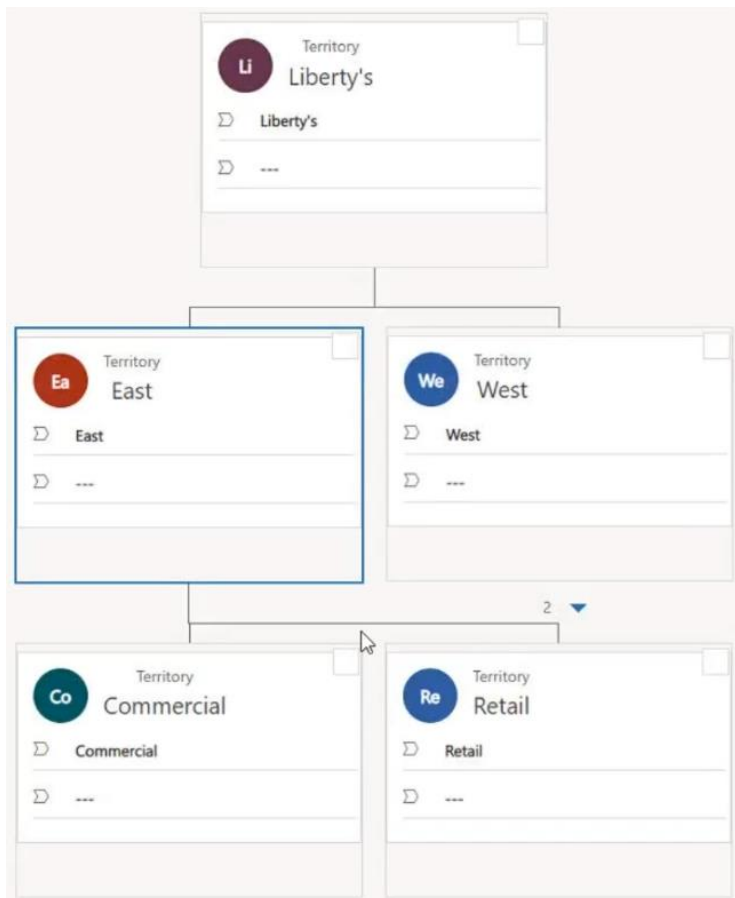 Li
Territory
Liberty's
Liberty's
---
Ea
Territory
East
East
---
We
Territory
West
West
---
2
Co
Territory
Commercial
Commercial
---
Re
Territory
Retail
Retail
---